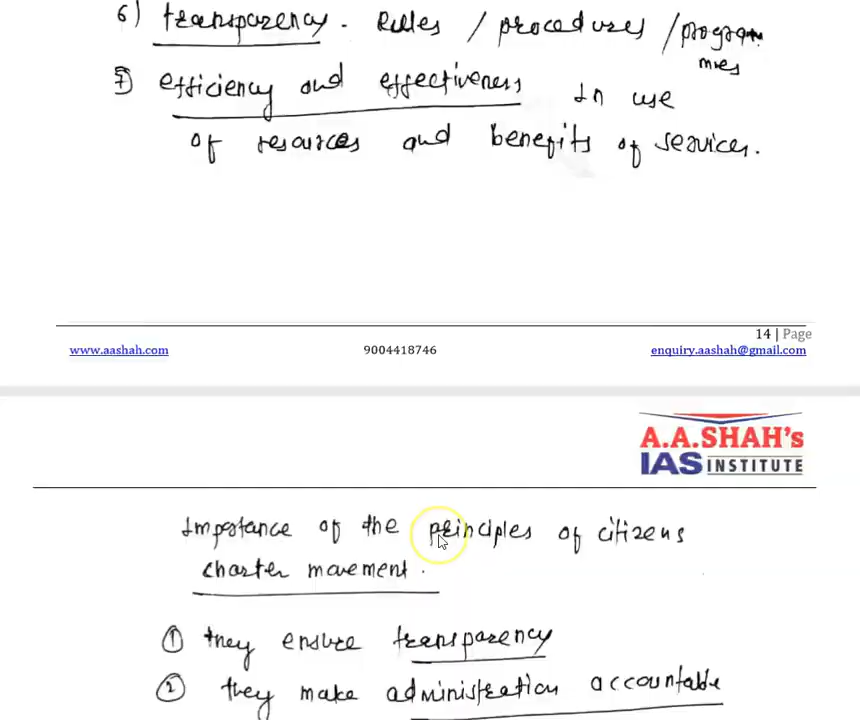 6) transparency. Rules / procedures / program
mes
7) efficiency and effectiveness In use
of resources and benefits of services.
14 | Page
www.aashah.com 9004418746 enquiry.aashah@gmail.com
A.A.SHAH's
IAS INSTITUTE
Importance of the principles of citizens
charter movement.
① they ensure transparency
② they make administration accountable